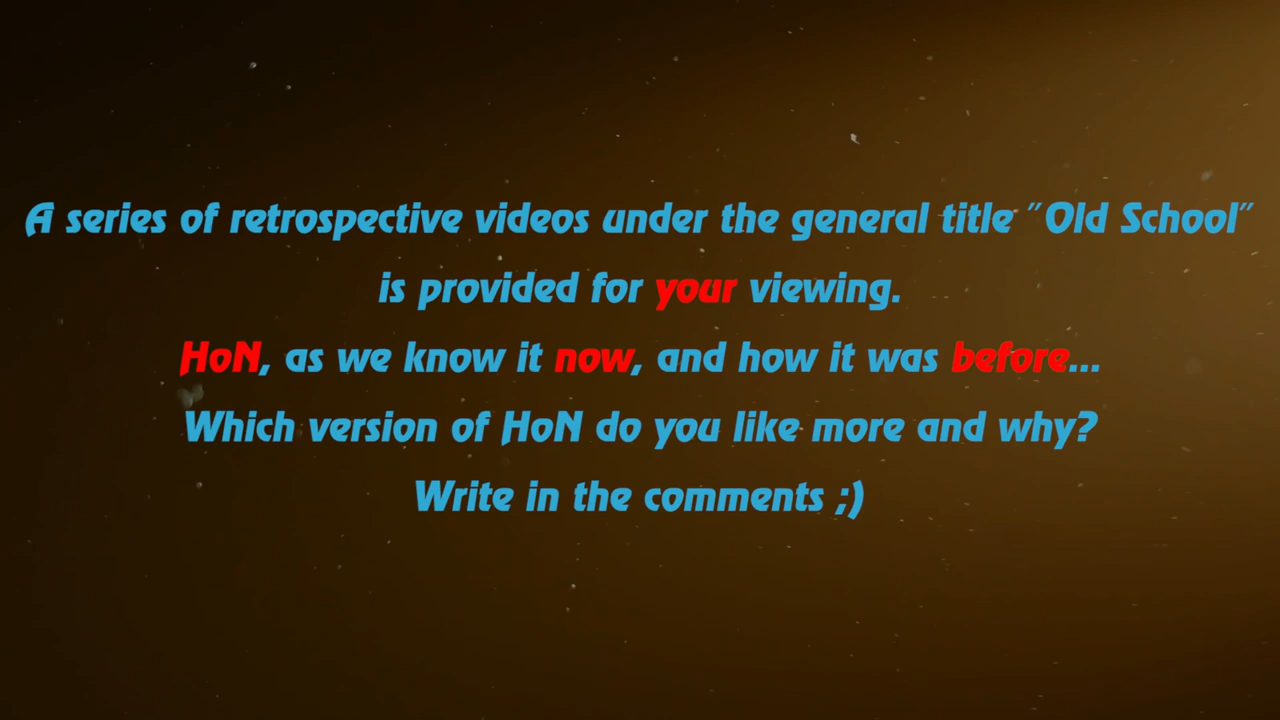 A series of retrospective videos under the general title "Old School"
is provided for your viewing.
HoN, as we know it now, and how it was before...
Which version of HoN do you like more and why?
Write in the comments ;)